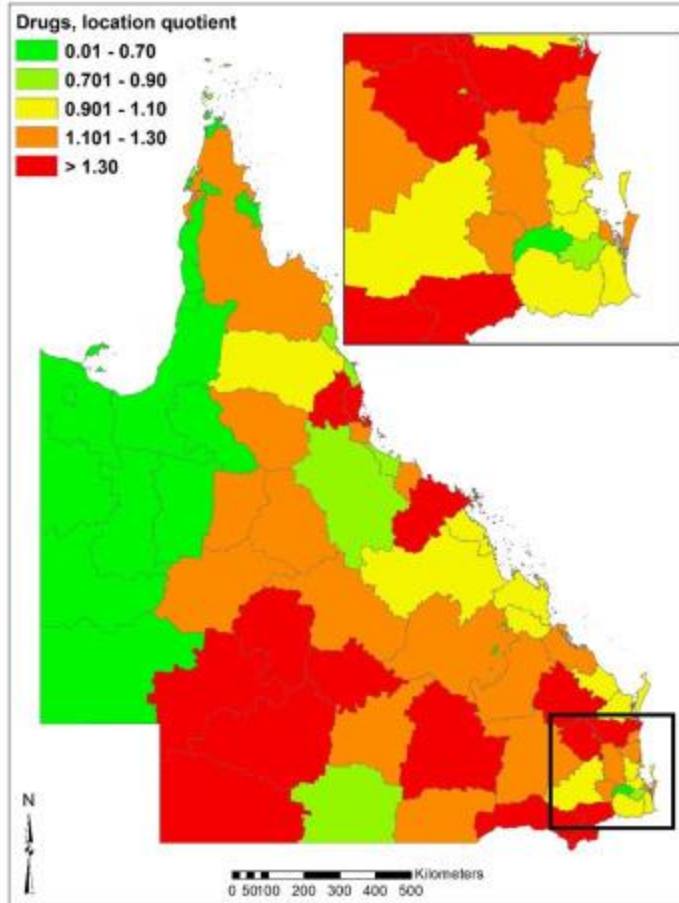 Drugs, location quotient
0.01 - 0.70
0.701 - 0.90
0.901 - 1.10
1.101 - 1.30
> 1.30
N
Kilometers
0 50100 200 300 400 500